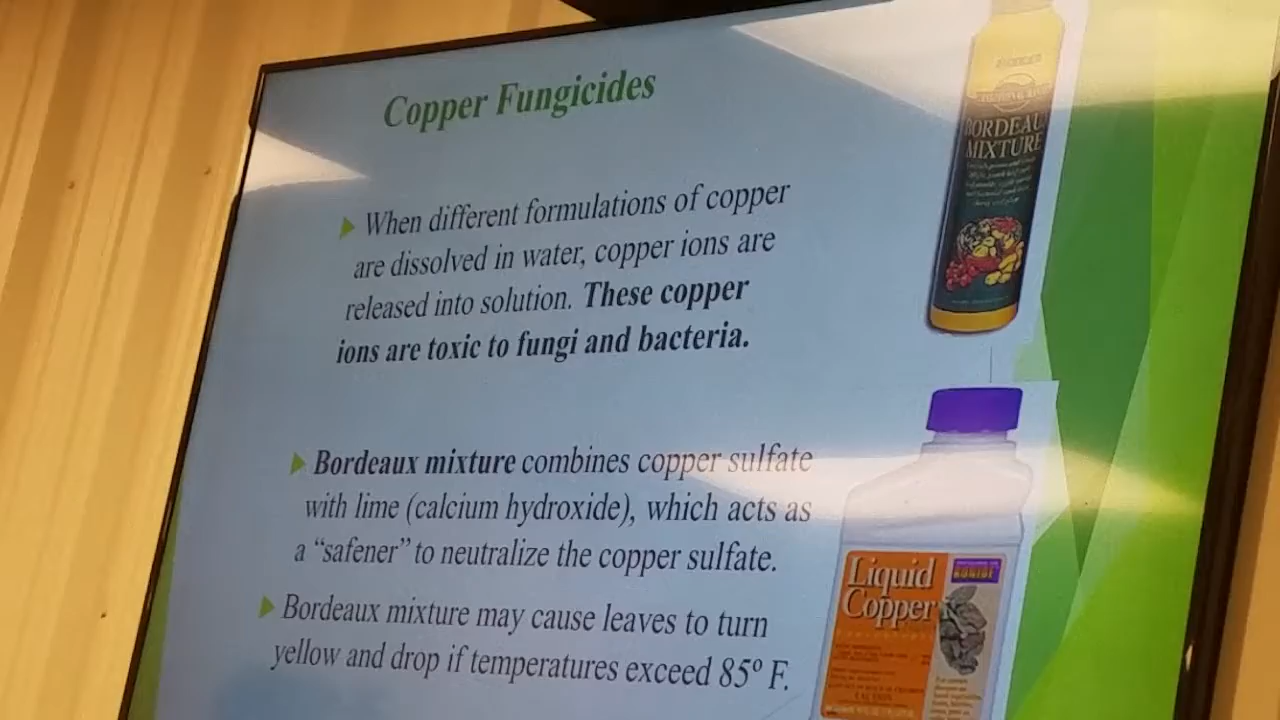 Copper Fungicides
When different formulations of copper
are dissolved in water, copper ions are
released into solution. These copper
ions are toxic to fungi and bacteria.
Bordeaux mixture combines copper sulfate
with lime (calcium hydroxide), which acts as
a “safener” to neutralize the copper sulfate.
Bordeaux mixture may cause leaves to turn
yellow and drop if temperatures exceed 85º F.
BORDEAU
MIXTURE
Liquid
Copper
BONIDE